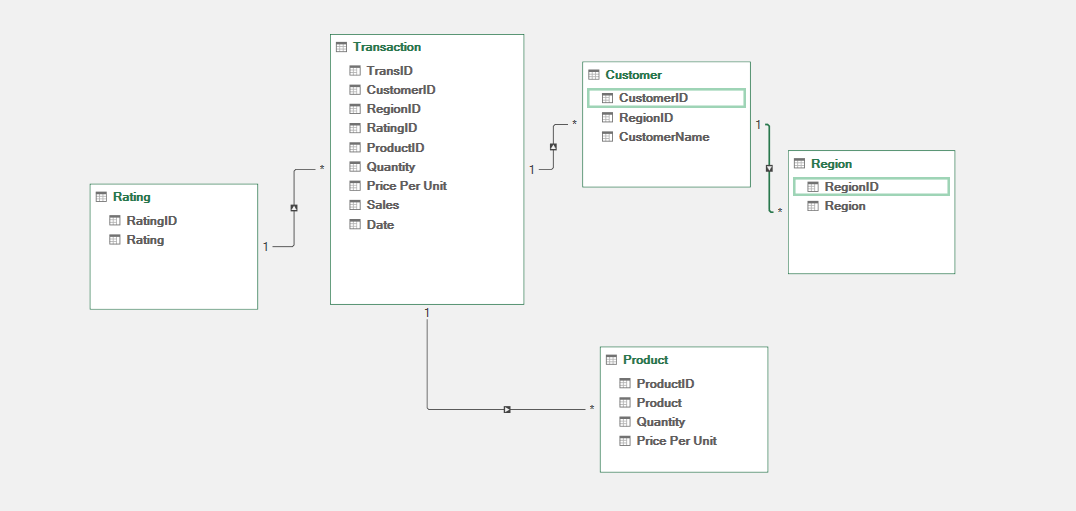 Transaction
TransID
CustomerID
RegionID
RatingID
ProductID
Quantity
Price Per Unit
Sales
Date
1
Customer
CustomerID
RegionID
CustomerName
*
1
1
Region
RegionID
Region
*
Rating
RatingID
Rating
1
*
Product
ProductID
Product
Quantity
Price Per Unit
*